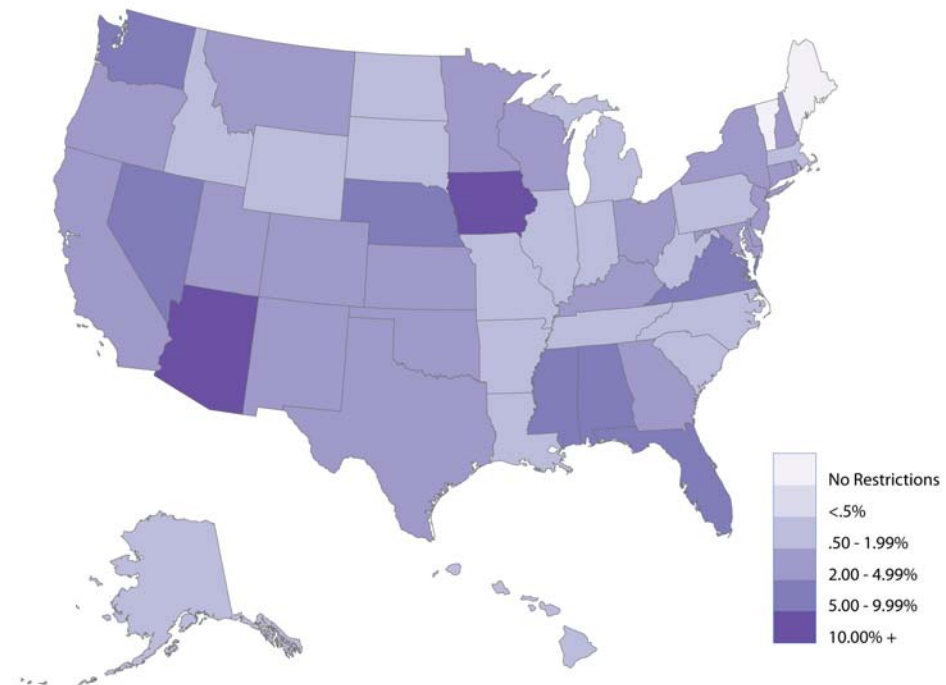 No Restrictions
<.5%
.50 - 1.99%
2.00 - 4.99%
5.00 - 9.99%
10.00% +